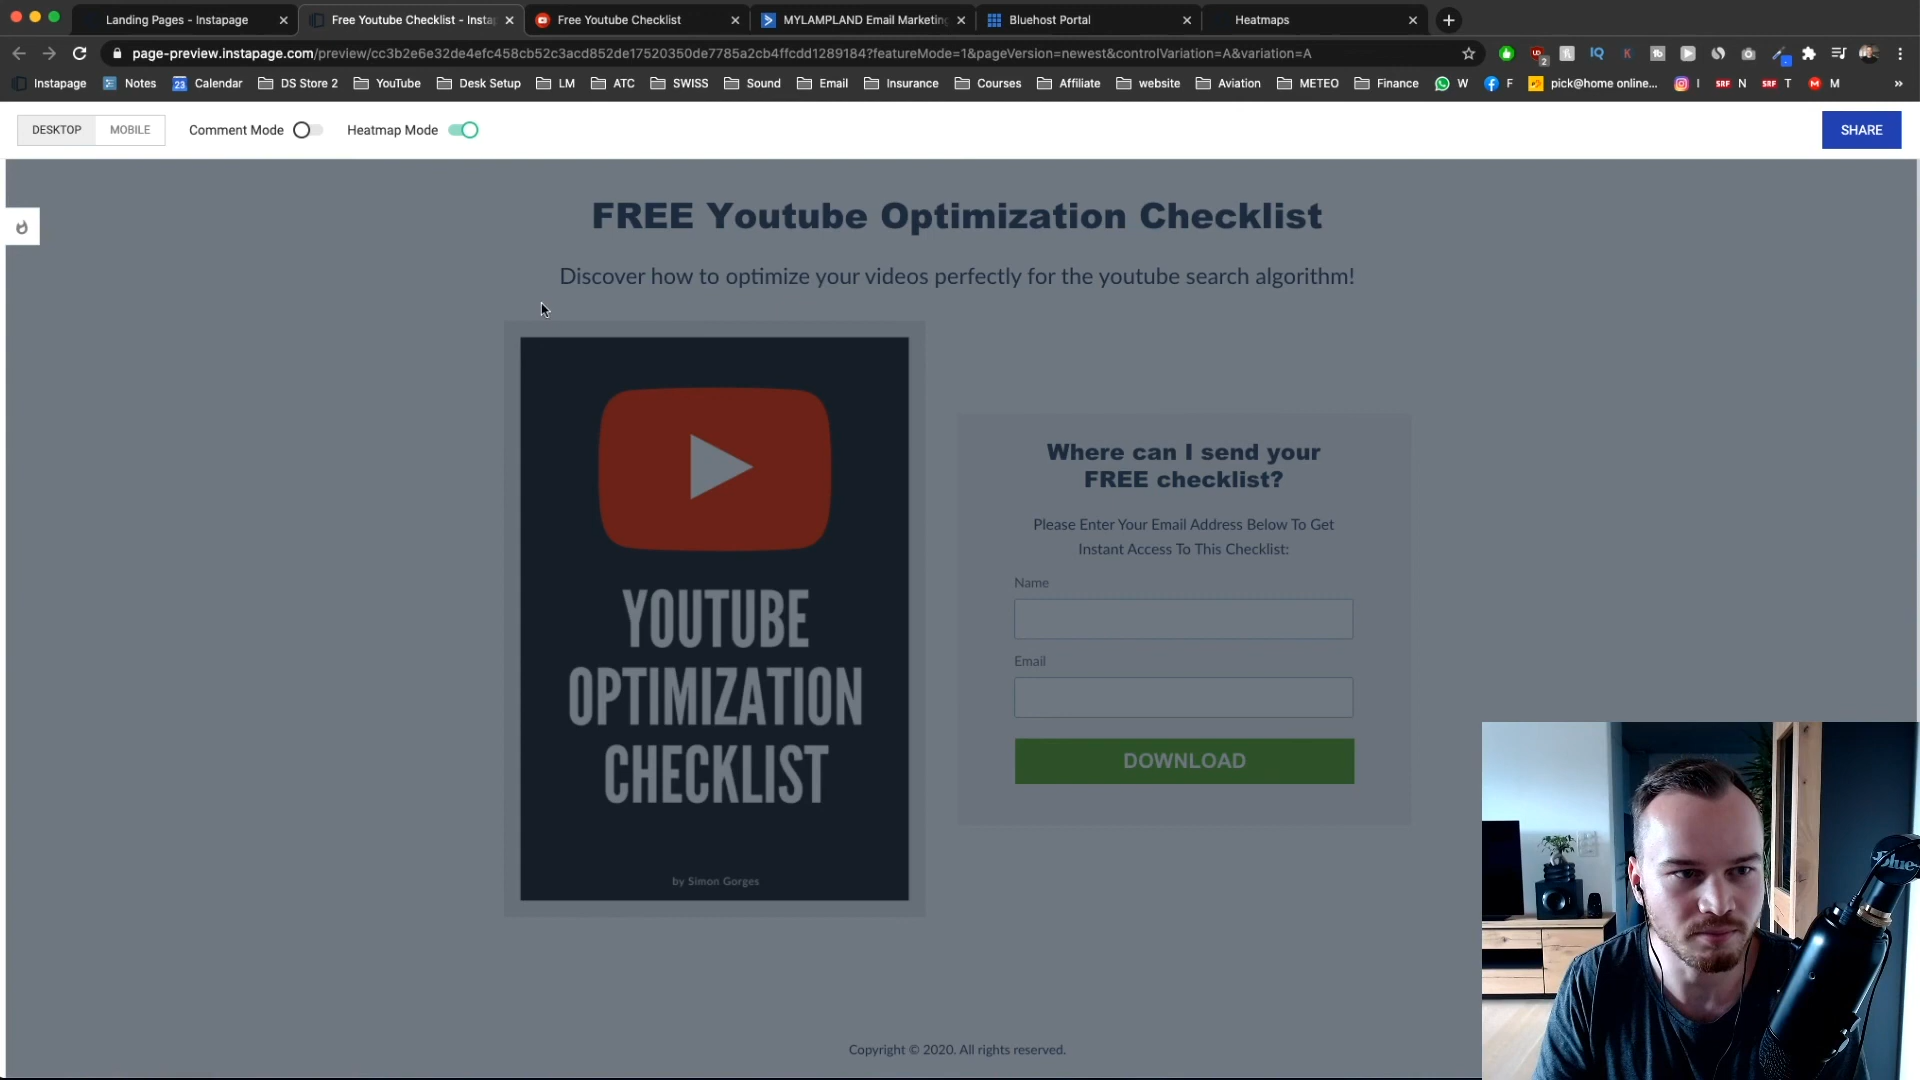 Landing Pages - Instapage
Free Youtube Checklist - Insta
Free Youtube Checklist
MYLAMPLAND Email Marketing
Bluehost Portal
Heatmaps
page-preview.instapage.com/preview/cc3b2e6e32de4efc458cb52c3acd852de17520350de7785a2cb4ffcdd1289184?featureMode=1&pageVersion=newest&controlVariation=A&variation=A
Instapage
Notes
23
Calendar
DS Store 2
YouTube
Desk Setup
LM
ATC
SWISS
Sound
Email
Insurance
Courses
Affiliate
website
Aviation
METEO
Finance
W
F
pick@home online...
I
SRF N
SRF T
M
»
DESKTOP
MOBILE
Comment Mode
Heatmap Mode
SHARE
FREE Youtube Optimization Checklist
Discover how to optimize your videos perfectly for the youtube search algorithm!
YOUTUBE
OPTIMIZATION
CHECKLIST
by Simon Gorges
Where can I send your
FREE checklist?
Please Enter Your Email Address Below To Get
Instant Access To This Checklist:
Name
Email
DOWNLOAD
Copyright © 2020. All rights reserved.
Blue